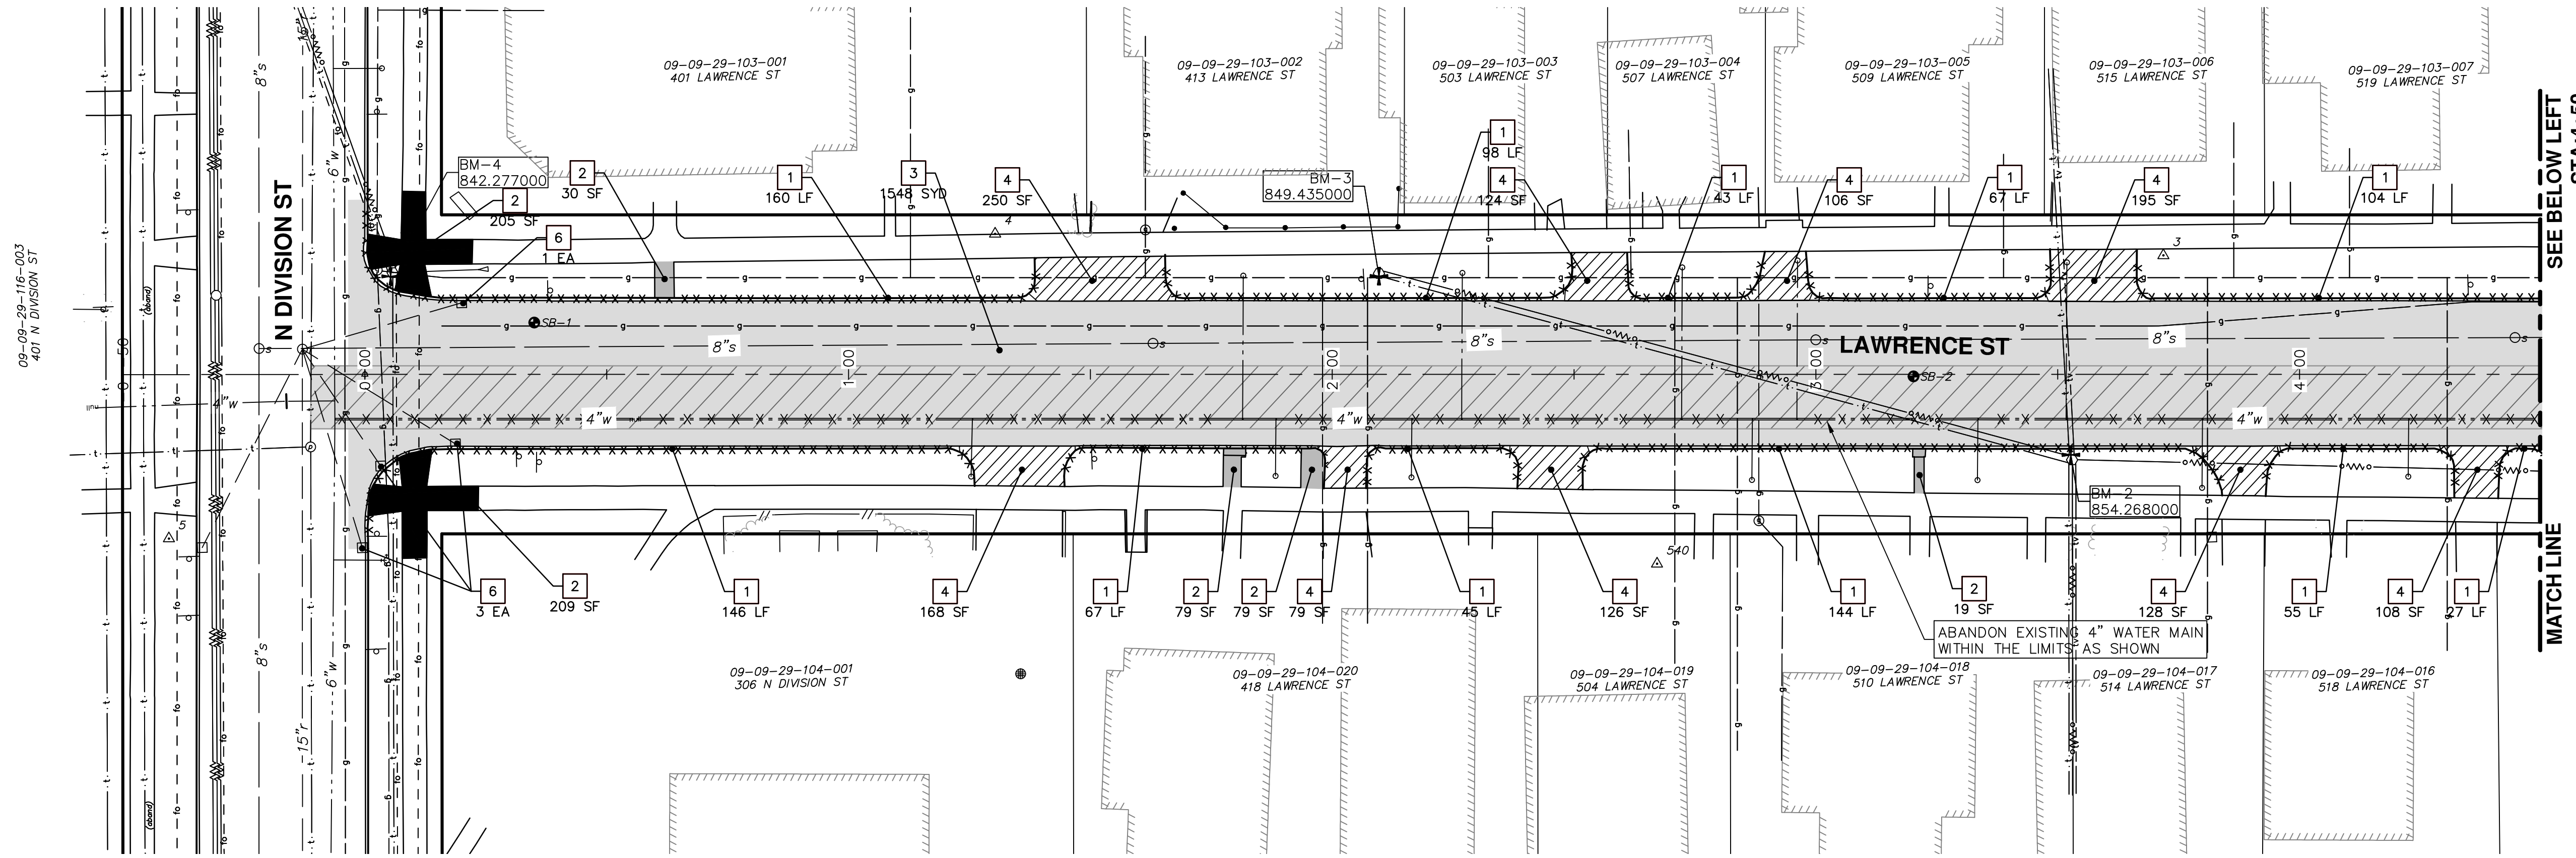 09-09-29-116-003
401 N DIVISION ST
N DIVISION ST
09-09-29-103-001
401 LAWRENCE ST
09-09-29-103-002
413 LAWRENCE ST
09-09-29-103-003
503 LAWRENCE ST
09-09-29-103-004
507 LAWRENCE ST
09-09-29-103-005
509 LAWRENCE ST
09-09-29-103-006
515 LAWRENCE ST
09-09-29-103-007
519 LAWRENCE ST
SEE BELOW LEFT
MATCH LINE
BM-4
842.277000
2
205 SF
6
1 EA
2
30 SF
1
160 LF
3
1548 SYD
4
250 SF
BM-3
849.435000
1
98 LF
4
124 SF
1
43 LF
4
106 SF
1
67 LF
4
195 SF
1
104 LF
4
3
5
540
15"r
8"s
6"w
8"s
6"w
15"r
4"w
(aband)
(aband)
0+50
0+00
1+00
2+00
3+00
4+00
SB-1
SB-2
8"s
8"s
8"s
LAWRENCE ST
4"w
4"w
4"w
BM-2
854.268000
6
3 EA
2
209 SF
1
146 LF
4
168 SF
1
67 LF
2
79 SF
2
79 SF
4
79 SF
1
45 LF
4
126 SF
1
144 LF
2
19 SF
4
128 SF
1
55 LF
4
108 SF
1
27 LF
ABANDON EXISTING 4" WATER MAIN
WITHIN THE LIMITS AS SHOWN
09-09-29-104-001
306 N DIVISION ST
09-09-29-104-020
418 LAWRENCE ST
09-09-29-104-019
504 LAWRENCE ST
09-09-29-104-018
510 LAWRENCE ST
09-09-29-104-017
514 LAWRENCE ST
09-09-29-104-016
518 LAWRENCE ST